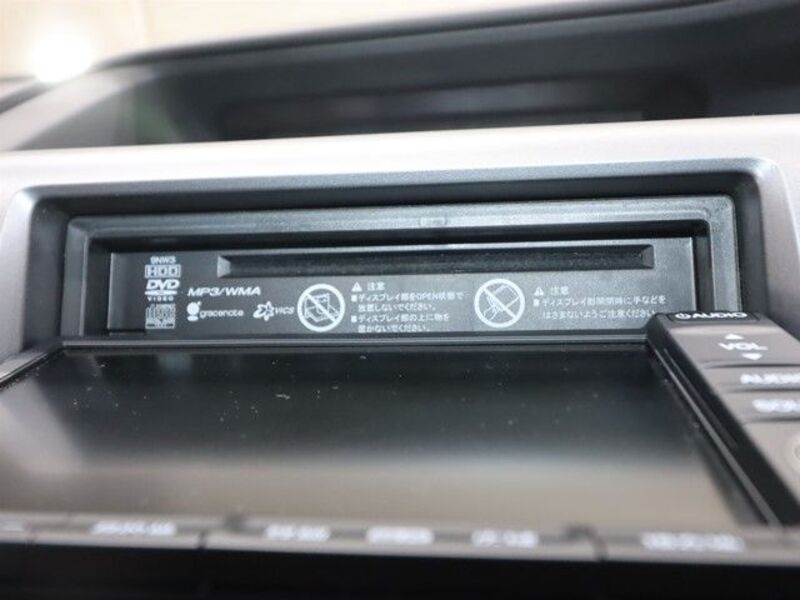 9NW3
HDD
DVD
VIDEO
MP3/WMA
gracenote
VICS
注意
■ディスプレイ部をOPEN状態で
放置しないでください。
■ディスプレイ部の上に物を
置かないでください。
注意
■ディスプレイ部開閉時に手などを
はさまないようご注意ください。
AUDIO
VOL